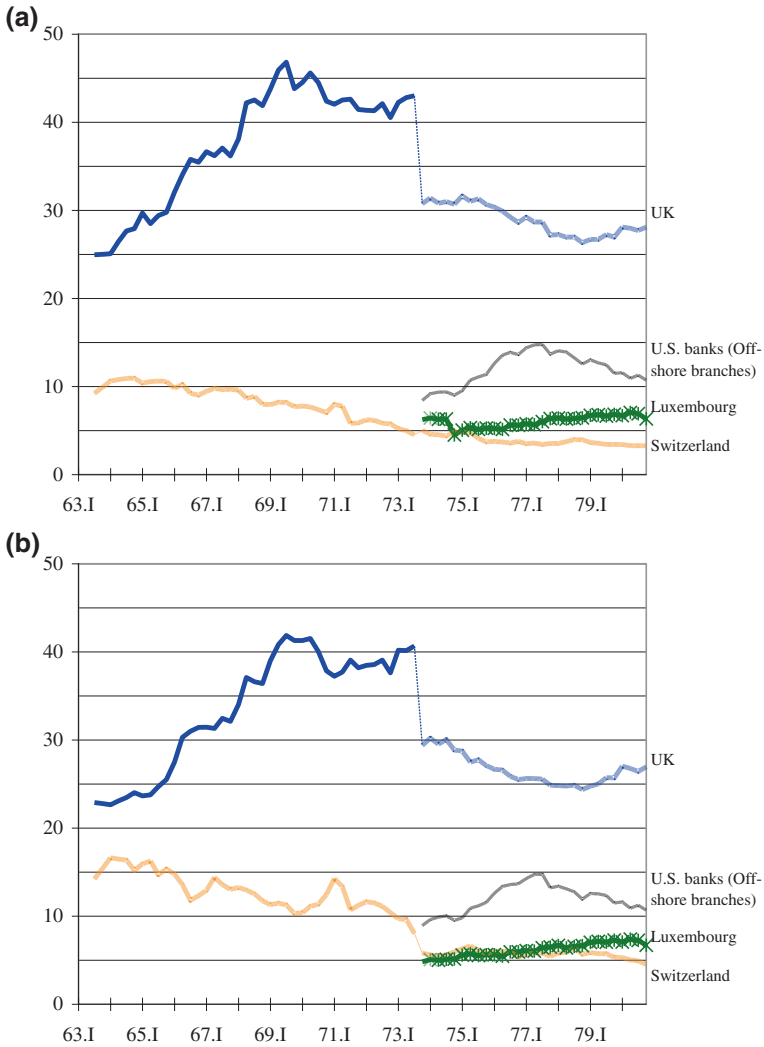 (a)
50
40
30
20
10
0
UK
U.S. banks (Off-
shore branches)
Luxembourg
Switzerland
63.I 65.I 67.I 69.I 71.I 73.I 75.I 77.I 79.I
(b)
50
40
30
20
10
0
UK
U.S. banks (Off-
shore branches)
Luxembourg
Switzerland
63.I 65.I 67.I 69.I 71.I 73.I 75.I 77.I 79.I